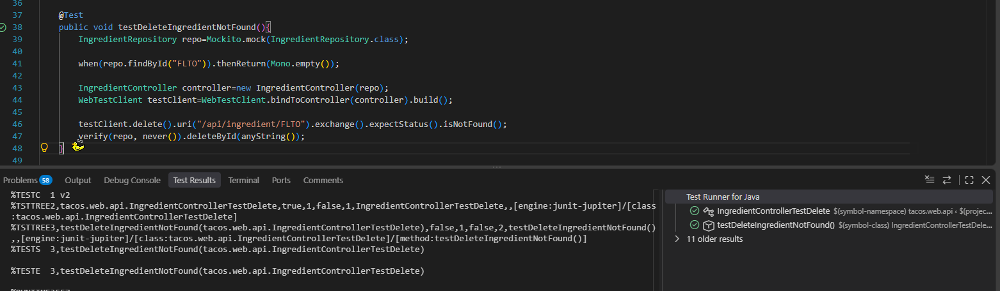 36
37 @Test
38 public void testDeleteIngredientNotFound(){
39 IngredientRepository repo=Mockito.mock(IngredientRepository.class);
40
41 when(repo.findById("FLTO")).thenReturn(Mono.empty());
42
43 IngredientController controller=new IngredientController(repo);
44 WebTestClient testClient=WebTestClient.bindToController(controller).build();
45
46 testClient.delete().uri("/api/ingredient/FLTO").exchange().expectStatus().isNotFound();
47 verify(repo, never()).deleteById(anyString());
48 }
49
Problems 58 Output Debug Console Test Results Terminal Ports Comments
%TESTC 1 v2
%TSTTREE2,tacos.web.api.IngredientControllerTestDelete,true,1,false,1,IngredientControllerTestDelete,,[engine:junit-jupiter]/[class
:tacos.web.api.IngredientControllerTestDelete]
%TSTTREE3,testDeleteIngredientNotFound(tacos.web.api.IngredientControllerTestDelete),false,1,false,2,testDeleteIngredientNotFound()
,,[engine:junit-jupiter]/[class:tacos.web.api.IngredientControllerTestDelete]/[method:testDeleteIngredientNotFound()]
%TESTS 3,testDeleteIngredientNotFound(tacos.web.api.IngredientControllerTestDelete)
%TESTE 3,testDeleteIngredientNotFound(tacos.web.api.IngredientControllerTestDelete)
Test Runner for Java
IngredientControllerTestDelete $(symbol-namespace) tacos.web.api < $(projec...
testDeleteIngredientNotFound() $(symbol-class) IngredientControllerTestDele...
11 older results